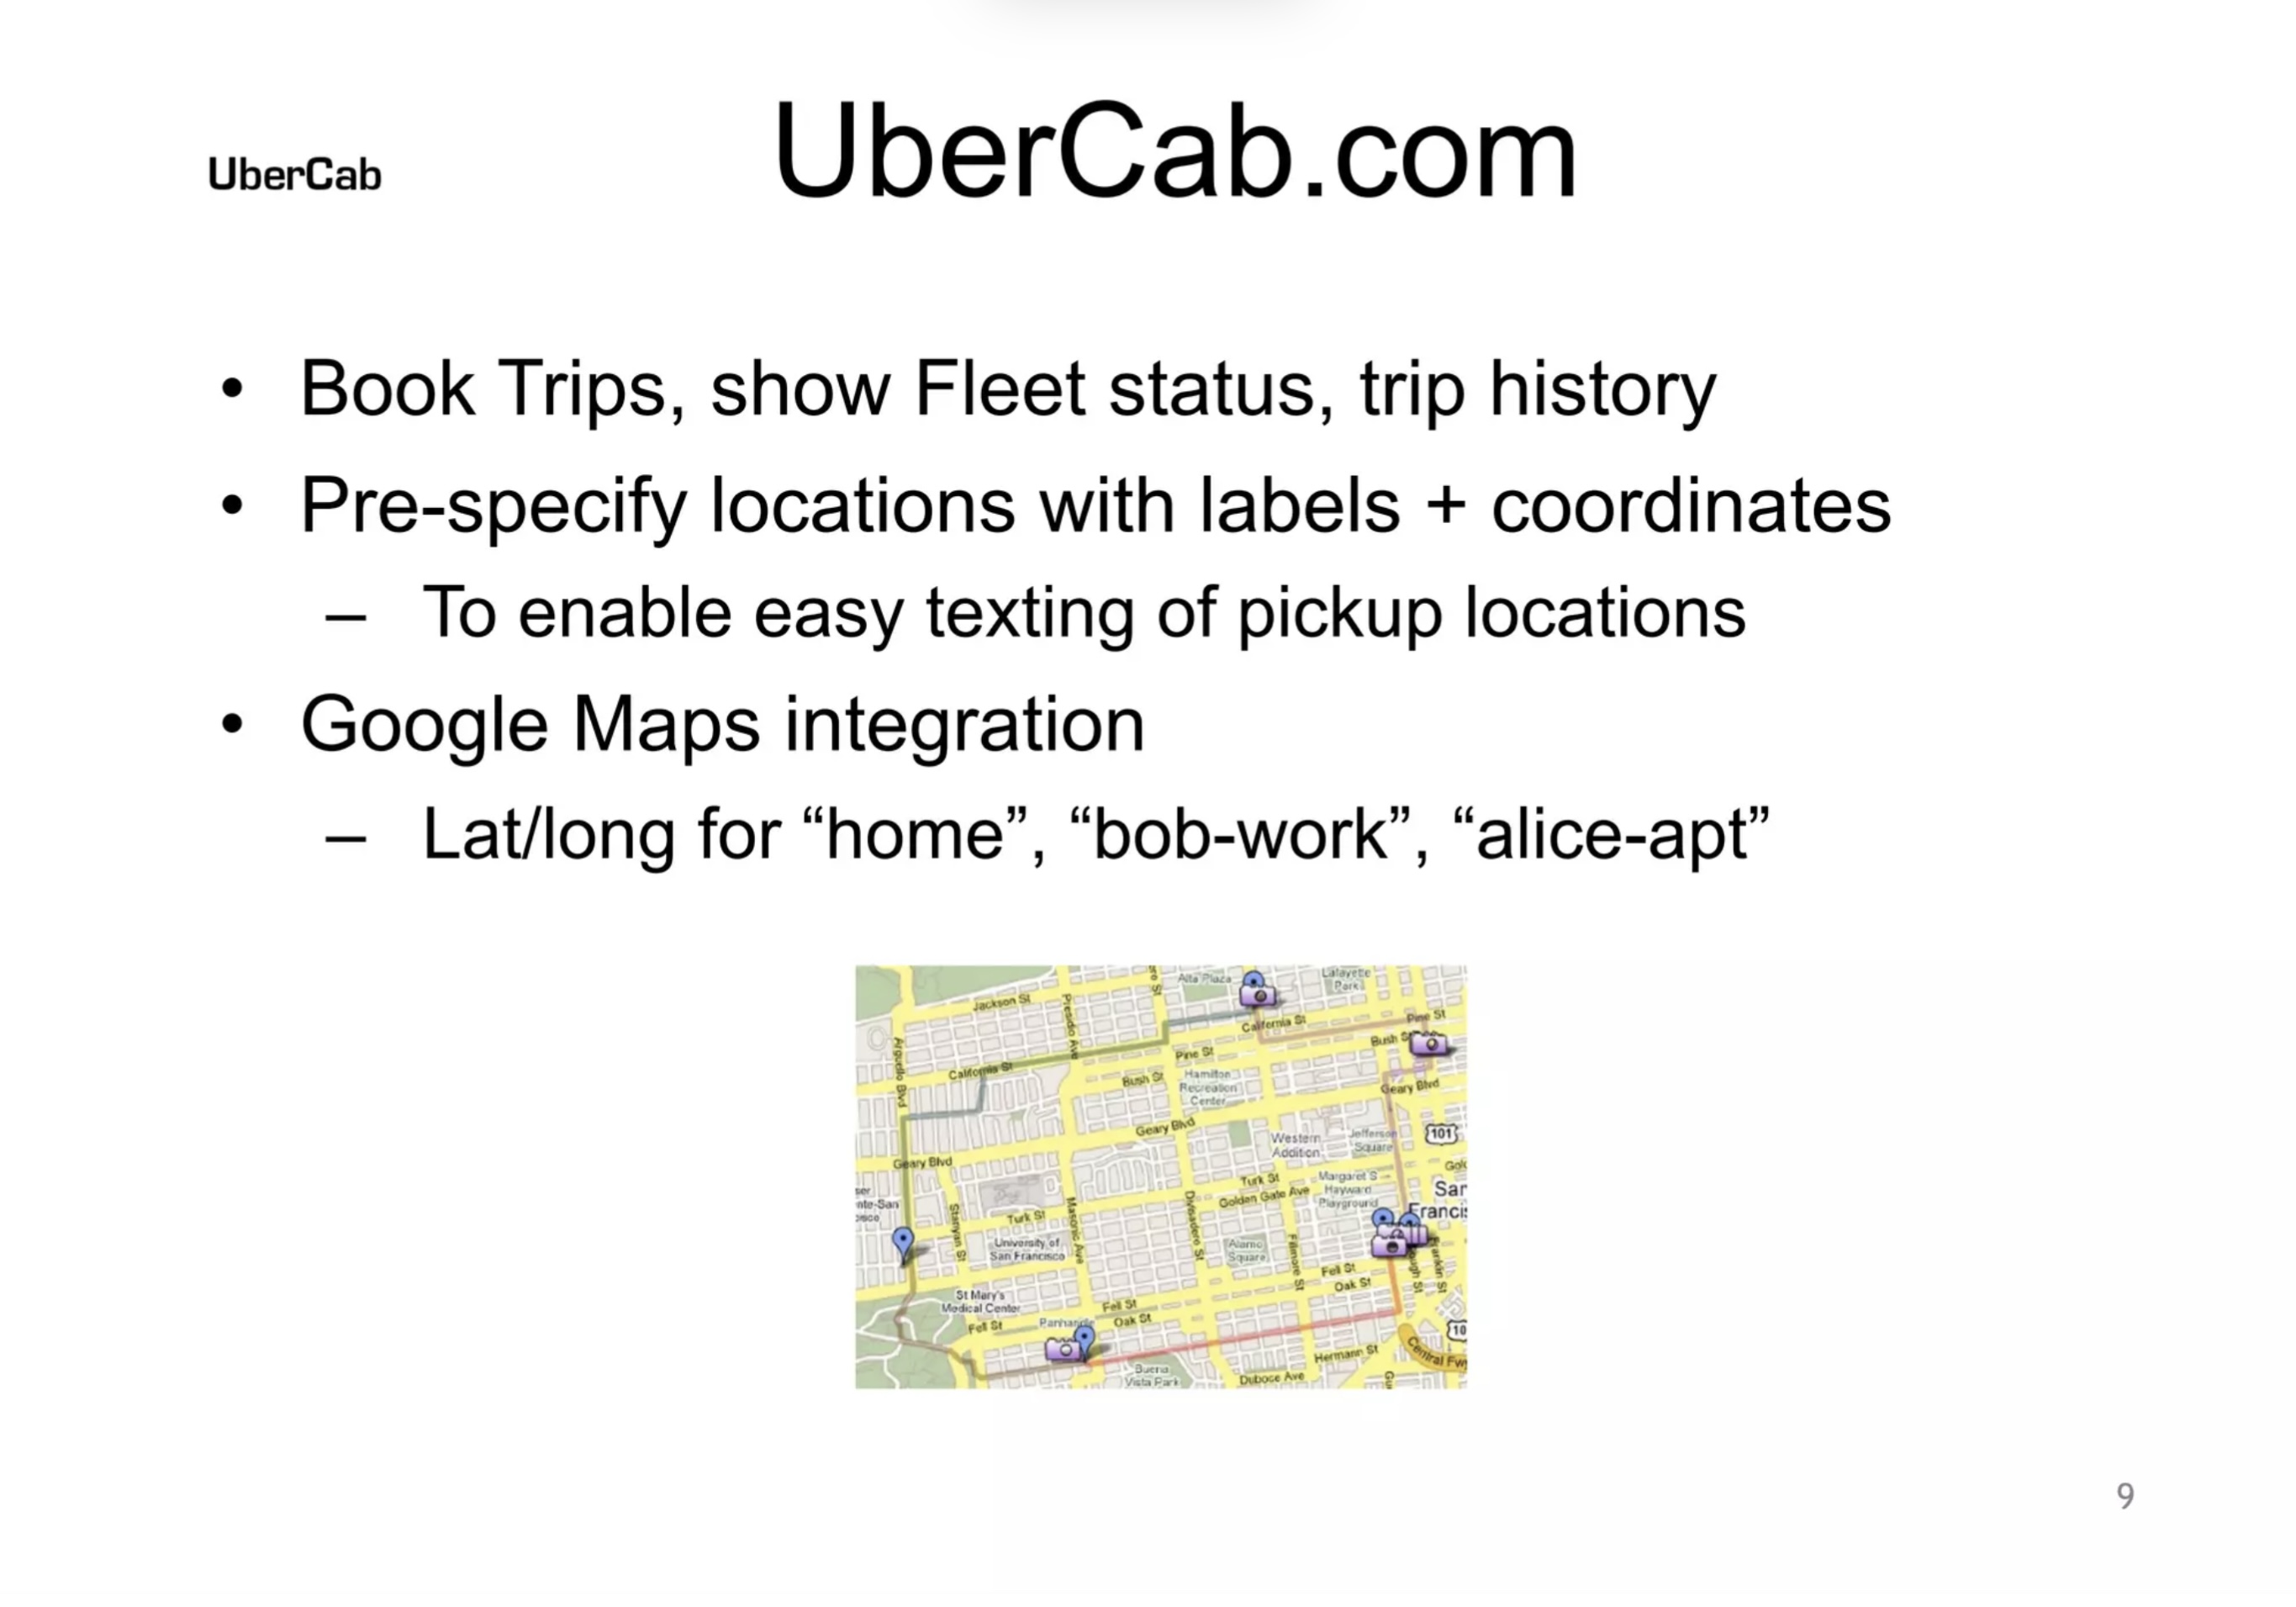 UberCab
UberCab.com
• Book Trips, show Fleet status, trip history
• Pre-specify locations with labels + coordinates
– To enable easy texting of pickup locations
• Google Maps integration
– Lat/long for “home”, “bob-work”, “alice-apt”
Alta Plaza
Lafayette
Park
Jackson St
Presidio Ave
California St
Pine St
Arguello Blvd
Bush
Pine St
California St
Bush St
Hamilton
Recreation
Center
Geary Blvd
Geary Blvd
Western
Addition
Jefferson
Square
101
Geary Blvd
Turk St
Golden Gate Ave
Margaret S
Hayward
Playground
San
Francis
Stanyan St
Turk St
Masonic Ave
Divisadero St
University of
San Francisco
Alamo
Square
Fillmore St
Gough St
Franklin St
Fell St
Oak St
St Mary's
Medical Center
Fell St
Fell St
Panhandle
Oak St
10
Central Fwy
Hermann St
Buena
Vista Park
Duboce Ave
9